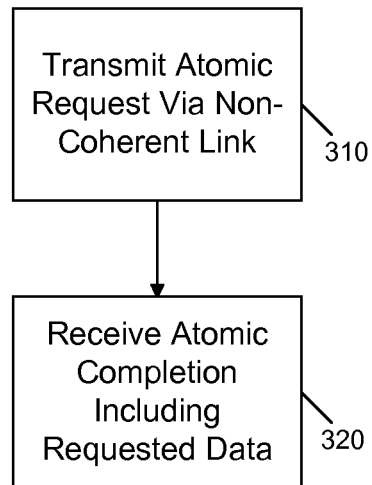 Transmit Atomic
Request Via Non-
Coherent Link
310
Receive Atomic
Completion
Including
Requested Data
320